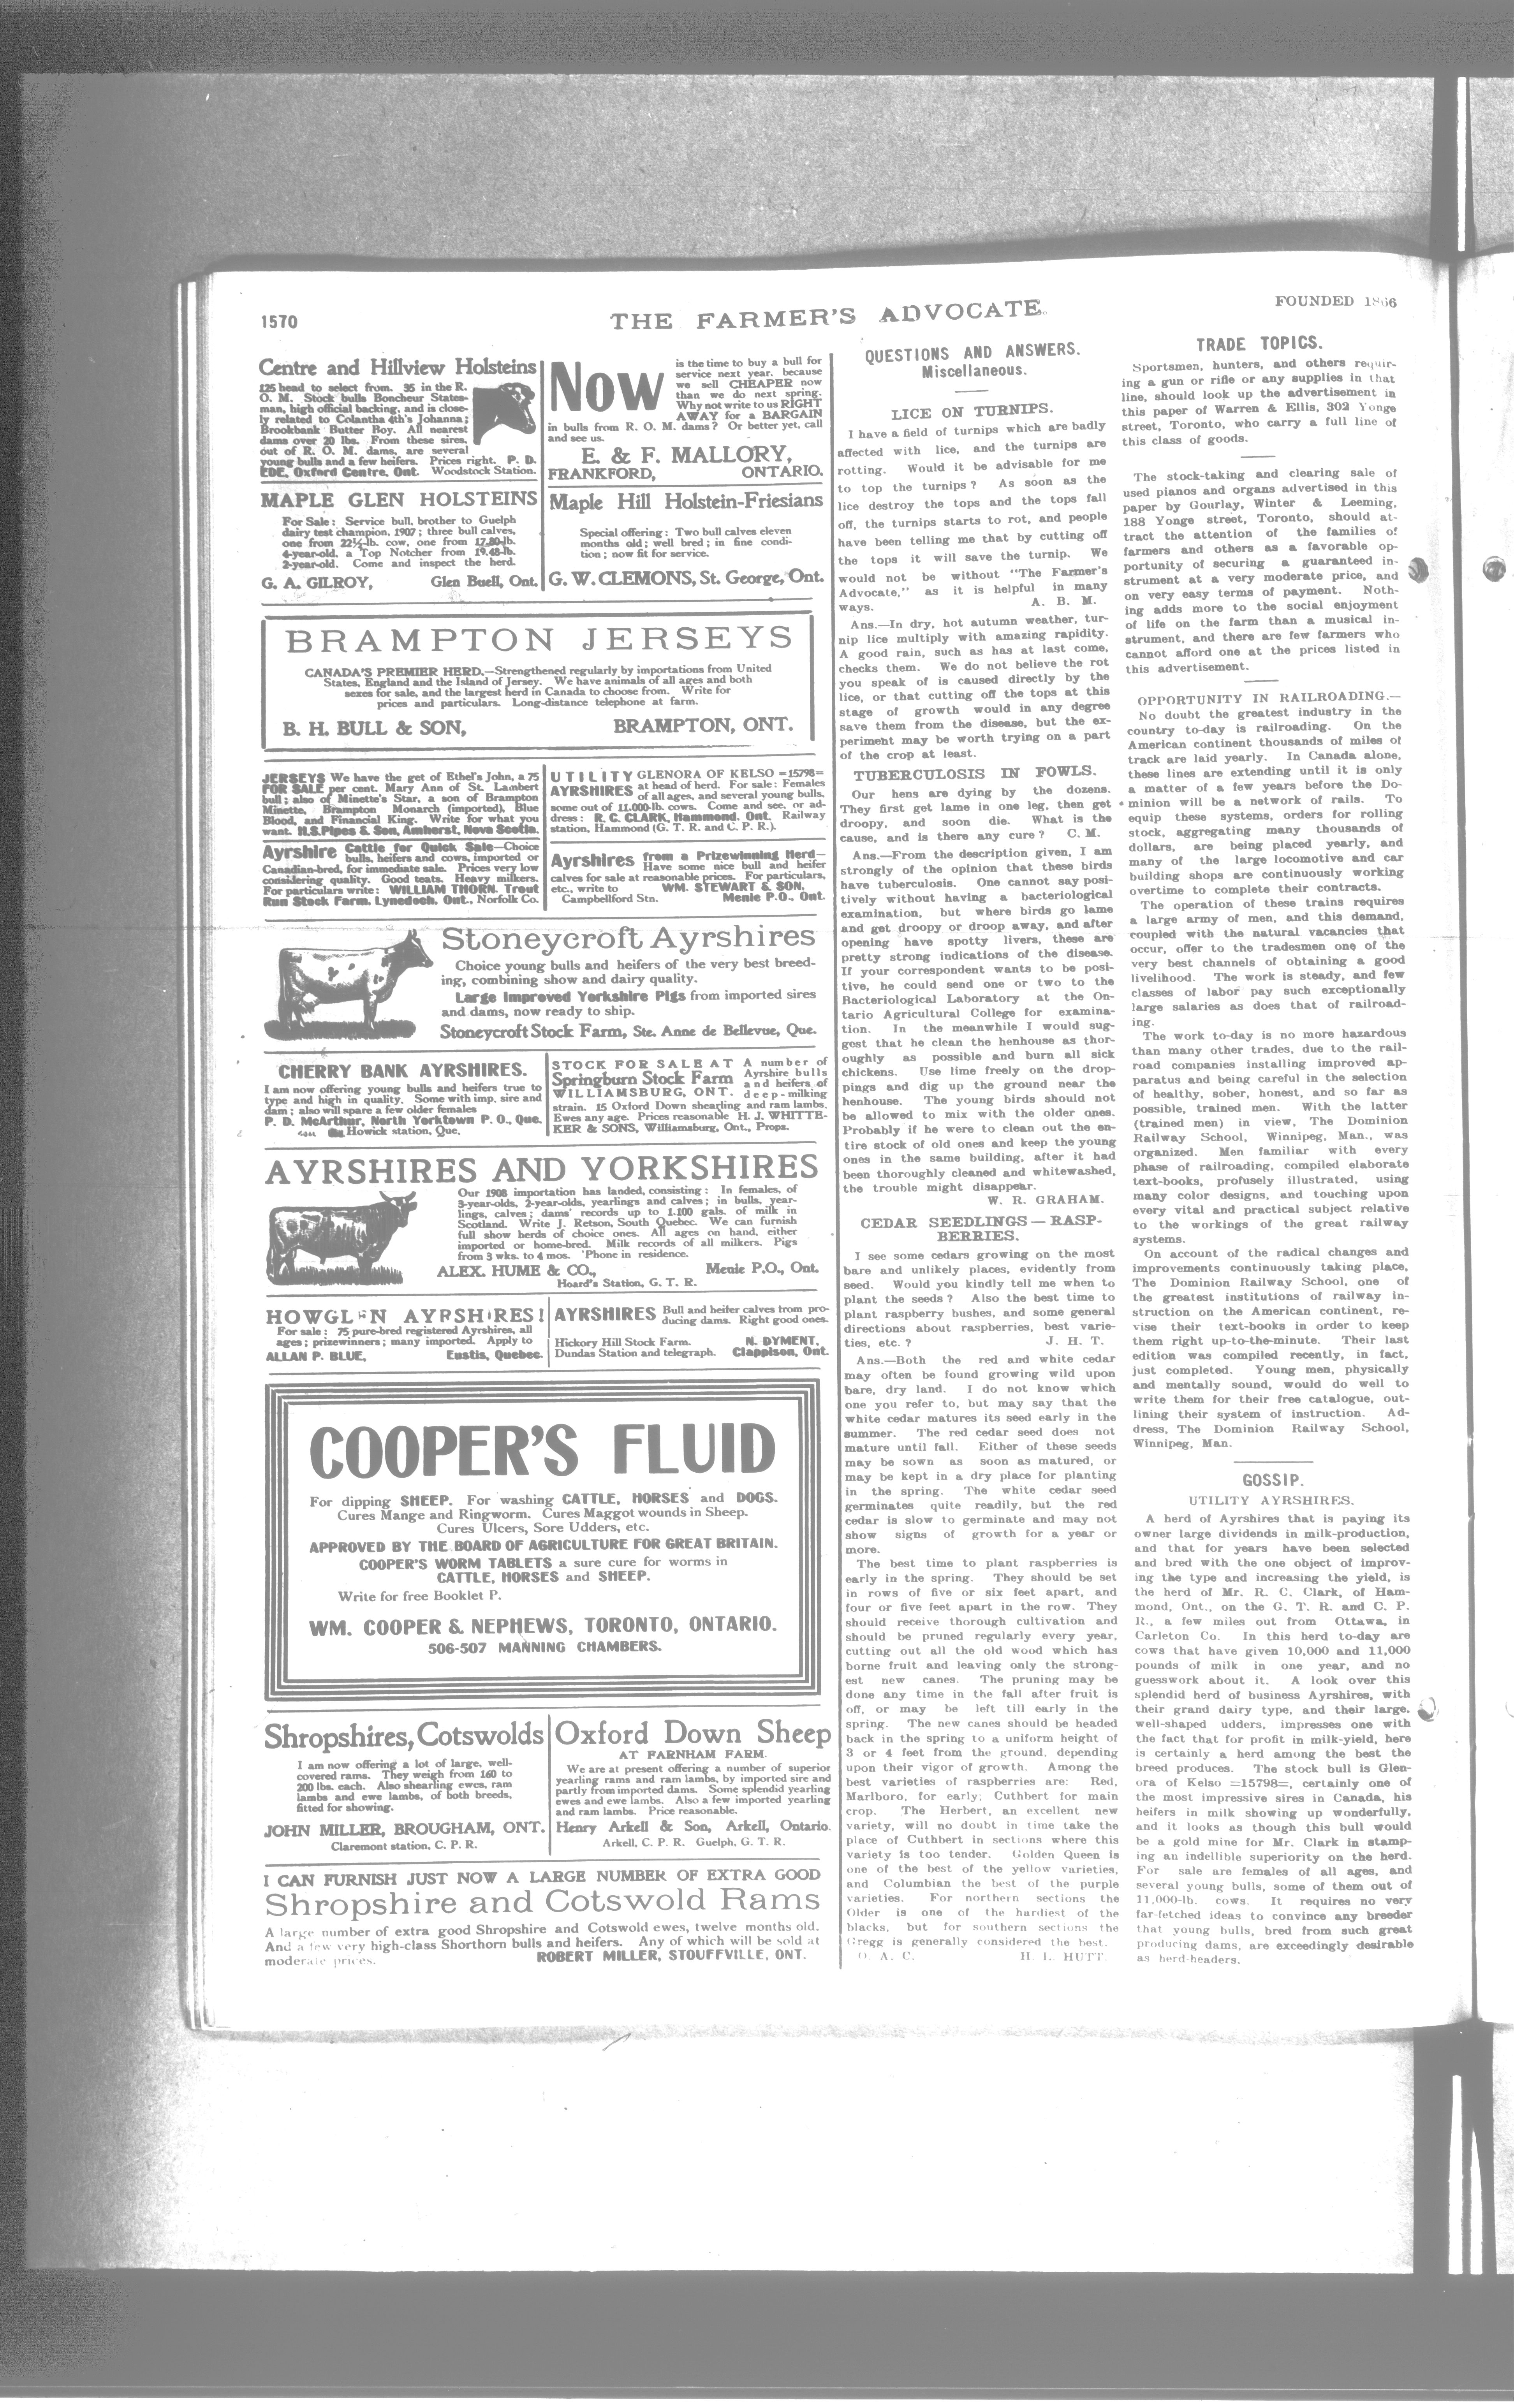 1570
THE FARMER'S ADVOCATE.
FOUNDED 1866
Centre and Hillview Holsteins
125 head to select from. 35 in the R.
O. M. Stock bulls Boncheur States-
man, high official backing, and is close-
ly related to Colantha 4th's Johanna;
Brookbank Butter Boy. All nearest
dams over 20 lbs. From these sires,
out of R. O. M. dams, are several
young bulls and a few heifers. Prices right. P. D.
EDE, Oxford Centre, Ont. Woodstock Station.
Now
is the time to buy a bull for
service next year, because
we sell CHEAPER now
than we do next spring.
Why not write to us RIGHT
AWAY for a BARGAIN
in bulls from R. O. M. dams? Or better yet, call
and see us.
E. & F. MALLORY,
FRANKFORD, ONTARIO.
MAPLE GLEN HOLSTEINS
For Sale: Service bull, brother to Guelph
dairy test champion, 1907; three bull calves,
one from 22½-lb. cow, one from 17.80-lb.
4-year-old, a Top Notcher from 19.48-lb.
2-year-old. Come and inspect the herd.
G. A. GILROY, Glen Buell, Ont.
Maple Hill Holstein-Friesians
Special offering: Two bull calves eleven
months old; well bred; in fine condi-
tion; now fit for service.
G. W. CLEMONS, St. George, Ont.
BRAMPTON JERSEYS
CANADA'S PREMIER HERD.—Strengthened regularly by importations from United
States, England and the Island of Jersey. We have animals of all ages and both
sexes for sale, and the largest herd in Canada to choose from. Write for
prices and particulars. Long-distance telephone at farm.
B. H. BULL & SON, BRAMPTON, ONT.
JERSEYS We have the get of Ethel's John, a 75
FOR SALE per cent. Mary Ann of St. Lambert
bull; also of Minette's Star, a son of Brampton
Minette, Brampton Monarch (imported), Blue
Blood, and Financial King. Write for what you
want. H. S. Pipes & Son, Amherst, Nova Scotia.
UTILITY GLENORA OF KELSO =15798=
AYRSHIRES at head of herd. For sale: Females
of all ages, and several young bulls,
some out of 11,000-lb. cows. Come and see, or ad-
dress: R. C. CLARK, Hammond, Ont. Railway
station, Hammond (G. T. R. and C. P. R.).
Ayrshire Cattle for Quick Sale—Choice
bulls, heifers and cows, imported or
Canadian-bred, for immediate sale. Prices very low
considering quality. Good teats. Heavy milkers.
For particulars write: WILLIAM THORN, Trout
Run Stock Farm, Lynedoch, Ont., Norfolk Co.
Ayrshires from a Prizewinning Herd—
Have some nice bull and heifer
calves for sale at reasonable prices. For particulars,
etc., write to WM. STEWART & SON,
Campbellford Stn. Menie P.O., Ont.
Stoneycroft Ayrshires
Choice young bulls and heifers of the very best breed-
ing, combining show and dairy quality.
Large Improved Yorkshire Pigs from imported sires
and dams, now ready to ship.
Stoneycroft Stock Farm, Ste. Anne de Bellevue, Que.
CHERRY BANK AYRSHIRES.
I am now offering young bulls and heifers true to
type and high in quality. Some with imp. sire and
dam; also will spare a few older females
P. D. McArthur, North Yorktown P. O., Que.
Howick station, Que.
STOCK FOR SALE AT
Springburn Stock Farm
WILLIAMSBURG, ONT.
A number of
Ayrshire bulls
and heifers of
deep-milking
strain. 15 Oxford Down shearling and ram lambs.
Ewes any age. Prices reasonable H. J. WHITTE-
KER & SONS, Williamsburg, Ont., Props.
AYRSHIRES AND YORKSHIRES
Our 1908 importation has landed, consisting: In females, of
3-year-olds, 2-year-olds, yearlings and calves; in bulls, year-
lings, calves; dams' records up to 1,100 gals. of milk in
Scotland. Write J. Retson, South Quebec. We can furnish
full show herds of choice ones. All ages on hand, either
imported or home-bred. Milk records of all milkers. Pigs
from 3 wks. to 4 mos. 'Phone in residence.
ALEX. HUME & CO., Menie P.O., Ont.
Hoard's Station, G. T. R.
HOWGLEN AYRSHIRES!
For sale: 75 pure-bred registered Ayrshires, all
ages; prizewinners; many imported. Apply to
ALLAN P. BLUE, Eustis, Quebec.
AYRSHIRES Bull and heifer calves from pro-
ducing dams. Right good ones.
Hickory Hill Stock Farm. N. DYMENT,
Dundas Station and telegraph. Clappison, Ont.
COOPER'S FLUID
For dipping SHEEP. For washing CATTLE, HORSES and DOGS.
Cures Mange and Ringworm. Cures Maggot wounds in Sheep.
Cures Ulcers, Sore Udders, etc.
APPROVED BY THE BOARD OF AGRICULTURE FOR GREAT BRITAIN.
COOPER'S WORM TABLETS a sure cure for worms in
CATTLE, HORSES and SHEEP.
Write for free Booklet P.
WM. COOPER & NEPHEWS, TORONTO, ONTARIO.
506-507 MANNING CHAMBERS.
Shropshires, Cotswolds
I am now offering a lot of large, well-
covered rams. They weigh from 160 to
200 lbs. each. Also shearling ewes, ram
lambs and ewe lambs, of both breeds,
fitted for showing.
JOHN MILLER, BROUGHAM, ONT.
Claremont station, C. P. R.
Oxford Down Sheep
AT FARNHAM FARM.
We are at present offering a number of superior
yearling rams and ram lambs, by imported sire and
partly from imported dams. Some splendid yearling
ewes and ewe lambs. Also a few imported yearling
and ram lambs. Price reasonable.
Henry Arkell & Son, Arkell, Ontario.
Arkell, C. P. R. Guelph, G. T. R.
I CAN FURNISH JUST NOW A LARGE NUMBER OF EXTRA GOOD
Shropshire and Cotswold Rams
A large number of extra good Shropshire and Cotswold ewes, twelve months old.
And a few very high-class Shorthorn bulls and heifers. Any of which will be sold at
moderate prices. ROBERT MILLER, STOUFFVILLE, ONT.
QUESTIONS AND ANSWERS.
Miscellaneous.
LICE ON TURNIPS.
I have a field of turnips which are badly
affected with lice, and the turnips are
rotting. Would it be advisable for me
to top the turnips? As soon as the
lice destroy the tops and the tops fall
off, the turnips starts to rot, and people
have been telling me that by cutting off
the tops it will save the turnip. We
would not be without "The Farmer's
Advocate," as it is helpful in many
ways. A. B. M.
Ans.—In dry, hot autumn weather, tur-
nip lice multiply with amazing rapidity.
A good rain, such as has at last come,
checks them. We do not believe the rot
you speak of is caused directly by the
lice, or that cutting off the tops at this
stage of growth would in any degree
save them from the disease, but the ex-
periment may be worth trying on a part
of the crop at least.
TUBERCULOSIS IN FOWLS.
Our hens are dying by the dozens.
They first get lame in one leg, then get
droopy, and soon die. What is the
cause, and is there any cure? C. M.
Ans.—From the description given, I am
strongly of the opinion that these birds
have tuberculosis. One cannot say posi-
tively without having a bacteriological
examination, but where birds go lame
and get droopy or droop away, and after
opening have spotty livers, these are
pretty strong indications of the disease.
If your correspondent wants to be posi-
tive, he could send one or two to the
Bacteriological Laboratory at the On-
tario Agricultural College for examina-
tion. In the meanwhile I would sug-
gest that he clean the henhouse as thor-
oughly as possible and burn all sick
chickens. Use lime freely on the drop-
pings and dig up the ground near the
henhouse. The young birds should not
be allowed to mix with the older ones.
Probably if he were to clean out the en-
tire stock of old ones and keep the young
ones in the same building, after it had
been thoroughly cleaned and whitewashed,
the trouble might disappear.
W. R. GRAHAM.
CEDAR SEEDLINGS — RASP-
BERRIES.
I see some cedars growing on the most
bare and unlikely places, evidently from
seed. Would you kindly tell me when to
plant the seeds? Also the best time to
plant raspberry bushes, and some general
directions about raspberries, best varie-
ties, etc.? J. H. T.
Ans.—Both the red and white cedar
may often be found growing wild upon
bare, dry land. I do not know which
one you refer to, but may say that the
white cedar matures its seed early in the
summer. The red cedar seed does not
mature until fall. Either of these seeds
may be sown as soon as matured, or
may be kept in a dry place for planting
in the spring. The white cedar seed
germinates quite readily, but the red
cedar is slow to germinate and may not
show signs of growth for a year or
more.
The best time to plant raspberries is
early in the spring. They should be set
in rows of five or six feet apart, and
four or five feet apart in the row. They
should receive thorough cultivation and
should be pruned regularly every year,
cutting out all the old wood which has
borne fruit and leaving only the strong-
est new canes. The pruning may be
done any time in the fall after fruit is
off, or may be left till early in the
spring. The new canes should be headed
back in the spring to a uniform height of
3 or 4 feet from the ground, depending
upon their vigor of growth. Among the
best varieties of raspberries are: Red,
Marlboro, for early; Cuthbert for main
crop. The Herbert, an excellent new
variety, will no doubt in time take the
place of Cuthbert in sections where this
variety is too tender. Golden Queen is
one of the best of the yellow varieties,
and Columbian the best of the purple
varieties. For northern sections the
Older is one of the hardiest of the
blacks, but for southern sections the
Gregg is generally considered the best.
O. A. C. H. L. HUTT.
TRADE TOPICS.
Sportsmen, hunters, and others requir-
ing a gun or rifle or any supplies in that
line, should look up the advertisement in
this paper of Warren & Ellis, 302 Yonge
street, Toronto, who carry a full line of
this class of goods.
The stock-taking and clearing sale of
used pianos and organs advertised in this
paper by Gourlay, Winter & Leeming,
188 Yonge street, Toronto, should at-
tract the attention of the families of
farmers and others as a favorable op-
portunity of securing a guaranteed in-
strument at a very moderate price, and
on very easy terms of payment. Noth-
ing adds more to the social enjoyment
of life on the farm than a musical in-
strument, and there are few farmers who
cannot afford one at the prices listed in
this advertisement.
OPPORTUNITY IN RAILROADING.—
No doubt the greatest industry in the
country to-day is railroading. On the
American continent thousands of miles of
track are laid yearly. In Canada alone,
these lines are extending until it is only
a matter of a few years before the Do-
minion will be a network of rails. To
equip these systems, orders for rolling
stock, aggregating many thousands of
dollars, are being placed yearly, and
many of the large locomotive and car
building shops are continuously working
overtime to complete their contracts.
The operation of these trains requires
a large army of men, and this demand,
coupled with the natural vacancies that
occur, offer to the tradesmen one of the
very best channels of obtaining a good
livelihood. The work is steady, and few
classes of labor pay such exceptionally
large salaries as does that of railroad-
ing.
The work to-day is no more hazardous
than many other trades, due to the rail-
road companies installing improved ap-
paratus and being careful in the selection
of healthy, sober, honest, and so far as
possible, trained men. With the latter
(trained men) in view, The Dominion
Railway School, Winnipeg, Man., was
organized. Men familiar with every
phase of railroading, compiled elaborate
text-books, profusely illustrated, using
many color designs, and touching upon
every vital and practical subject relative
to the workings of the great railway
systems.
On account of the radical changes and
improvements continuously taking place,
The Dominion Railway School, one of
the greatest institutions of railway in-
struction on the American continent, re-
vise their text-books in order to keep
them right up-to-the-minute. Their last
edition was compiled recently, in fact,
just completed. Young men, physically
and mentally sound, would do well to
write them for their free catalogue, out-
lining their system of instruction. Ad-
dress, The Dominion Railway School,
Winnipeg, Man.
GOSSIP.
UTILITY AYRSHIRES.
A herd of Ayrshires that is paying its
owner large dividends in milk-production,
and that for years have been selected
and bred with the one object of improv-
ing the type and increasing the yield, is
the herd of Mr. R. C. Clark, of Ham-
mond, Ont., on the G. T. R. and C. P.
R., a few miles out from Ottawa, in
Carleton Co. In this herd to-day are
cows that have given 10,000 and 11,000
pounds of milk in one year, and no
guesswork about it. A look over this
splendid herd of business Ayrshires, with
their grand dairy type, and their large,
well-shaped udders, impresses one with
the fact that for profit in milk-yield, here
is certainly a herd among the best the
breed produces. The stock bull is Glen-
ora of Kelso =15798=, certainly one of
the most impressive sires in Canada, his
heifers in milk showing up wonderfully,
and it looks as though this bull would
be a gold mine for Mr. Clark in stamp-
ing an indellible superiority on the herd.
For sale are females of all ages, and
several young bulls, some of them out of
11,000-lb. cows. It requires no very
far-fetched ideas to convince any breeder
that young bulls, bred from such great
producing dams, are exceedingly desirable
as herd-headers.